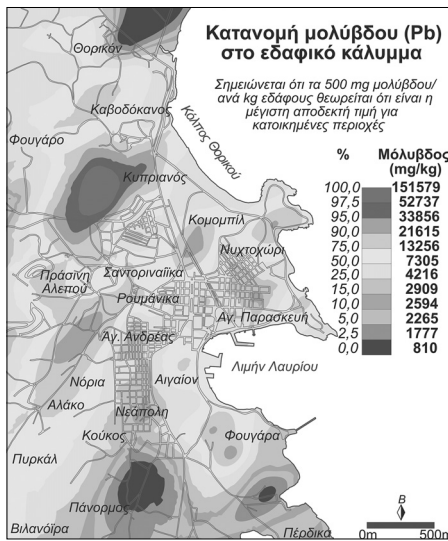 Κατανομή μολύβδου (Pb)
στο εδαφικό κάλυμμα
Σημειώνεται ότι τα 500 mg μολύβδου/
ανά kg εδάφους θεωρείται ότι είναι η
μέγιστη αποδεκτή τιμή για
κατοικημένες περιοχές
% Μόλυβδος
(mg/kg)
100,0 151579
97,5 52737
95,0 33856
90,0 21615
75,0 13256
50,0 7305
25,0 4216
15,0 2909
10,0 2594
5,0 2265
2,5 1777
0,0 810
Θορικόν
Καβοδόκανος
Κόλπος Θορικού
Φουγάρο
Κυπριανός
Κομομπίλ
Νυχτοχώρι
Πράσινη
Αλεπού
Σαντοριναίικα
Ρουμάνικα
Αγ. Παρασκευή
Αγ. Ανδρέας
Λιμήν Λαυρίου
Νόρια
Αιγαίον
Αλάκο
Νεάπολη
Κούκος
Φουγάρα
Πυρκάλ
Πάνορμος
Βιλανόϊρα
Πέρδικα
Β
0m 500m